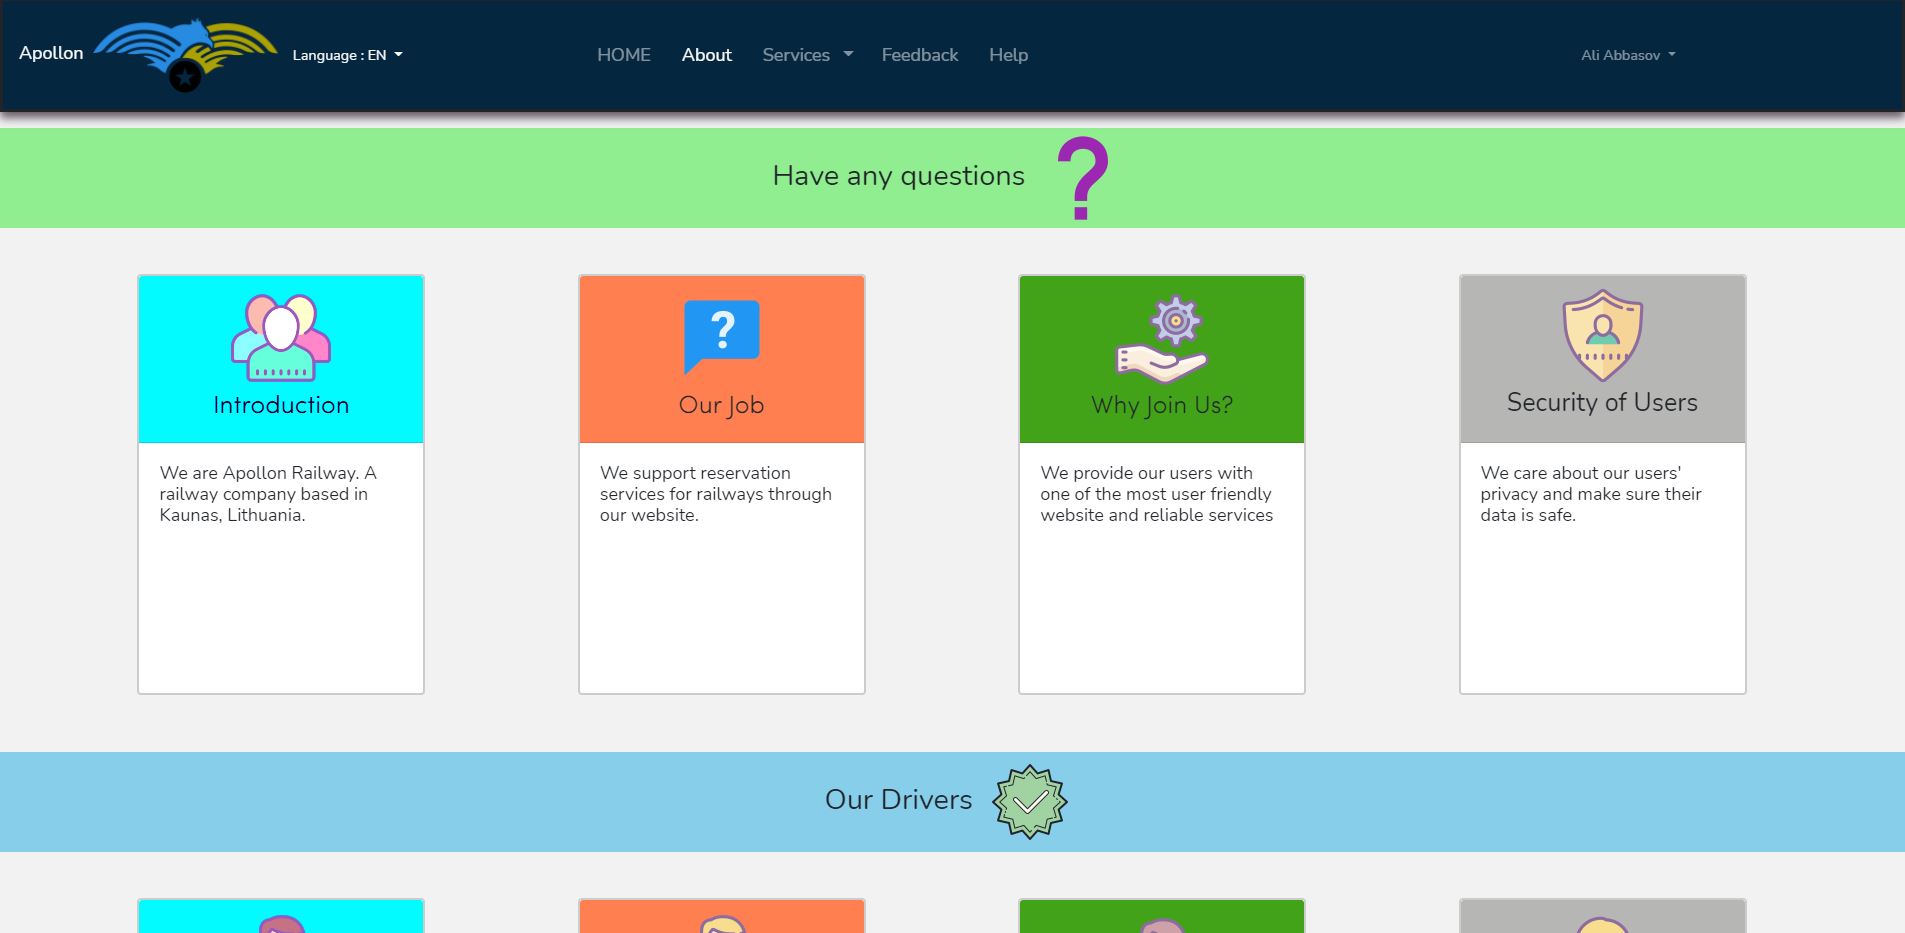 Apollon
Language : EN
HOME
About
Services
Feedback
Help
Ali Abbasov
Have any questions
?
?
Introduction
Our Job
Why Join Us?
Security of Users
We are Apollon Railway. A
railway company based in
Kaunas, Lithuania.
We support reservation
services for railways through
our website.
We provide our users with
one of the most user friendly
website and reliable services
We care about our users'
privacy and make sure their
data is safe.
Our Drivers